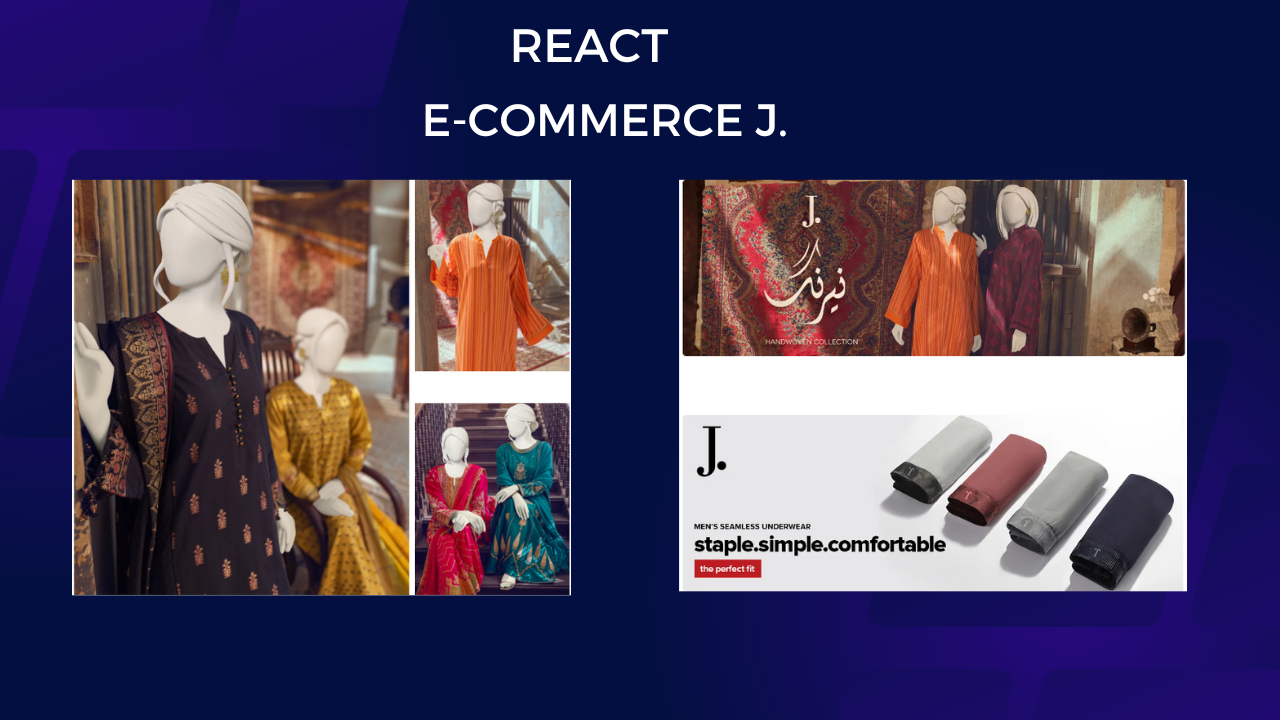 REACT
E-COMMERCE J.
J.
نیرنگ
HANDWOVEN COLLECTION
J.
MEN'S SEAMLESS UNDERWEAR
staple.simple.comfortable
the perfect fit